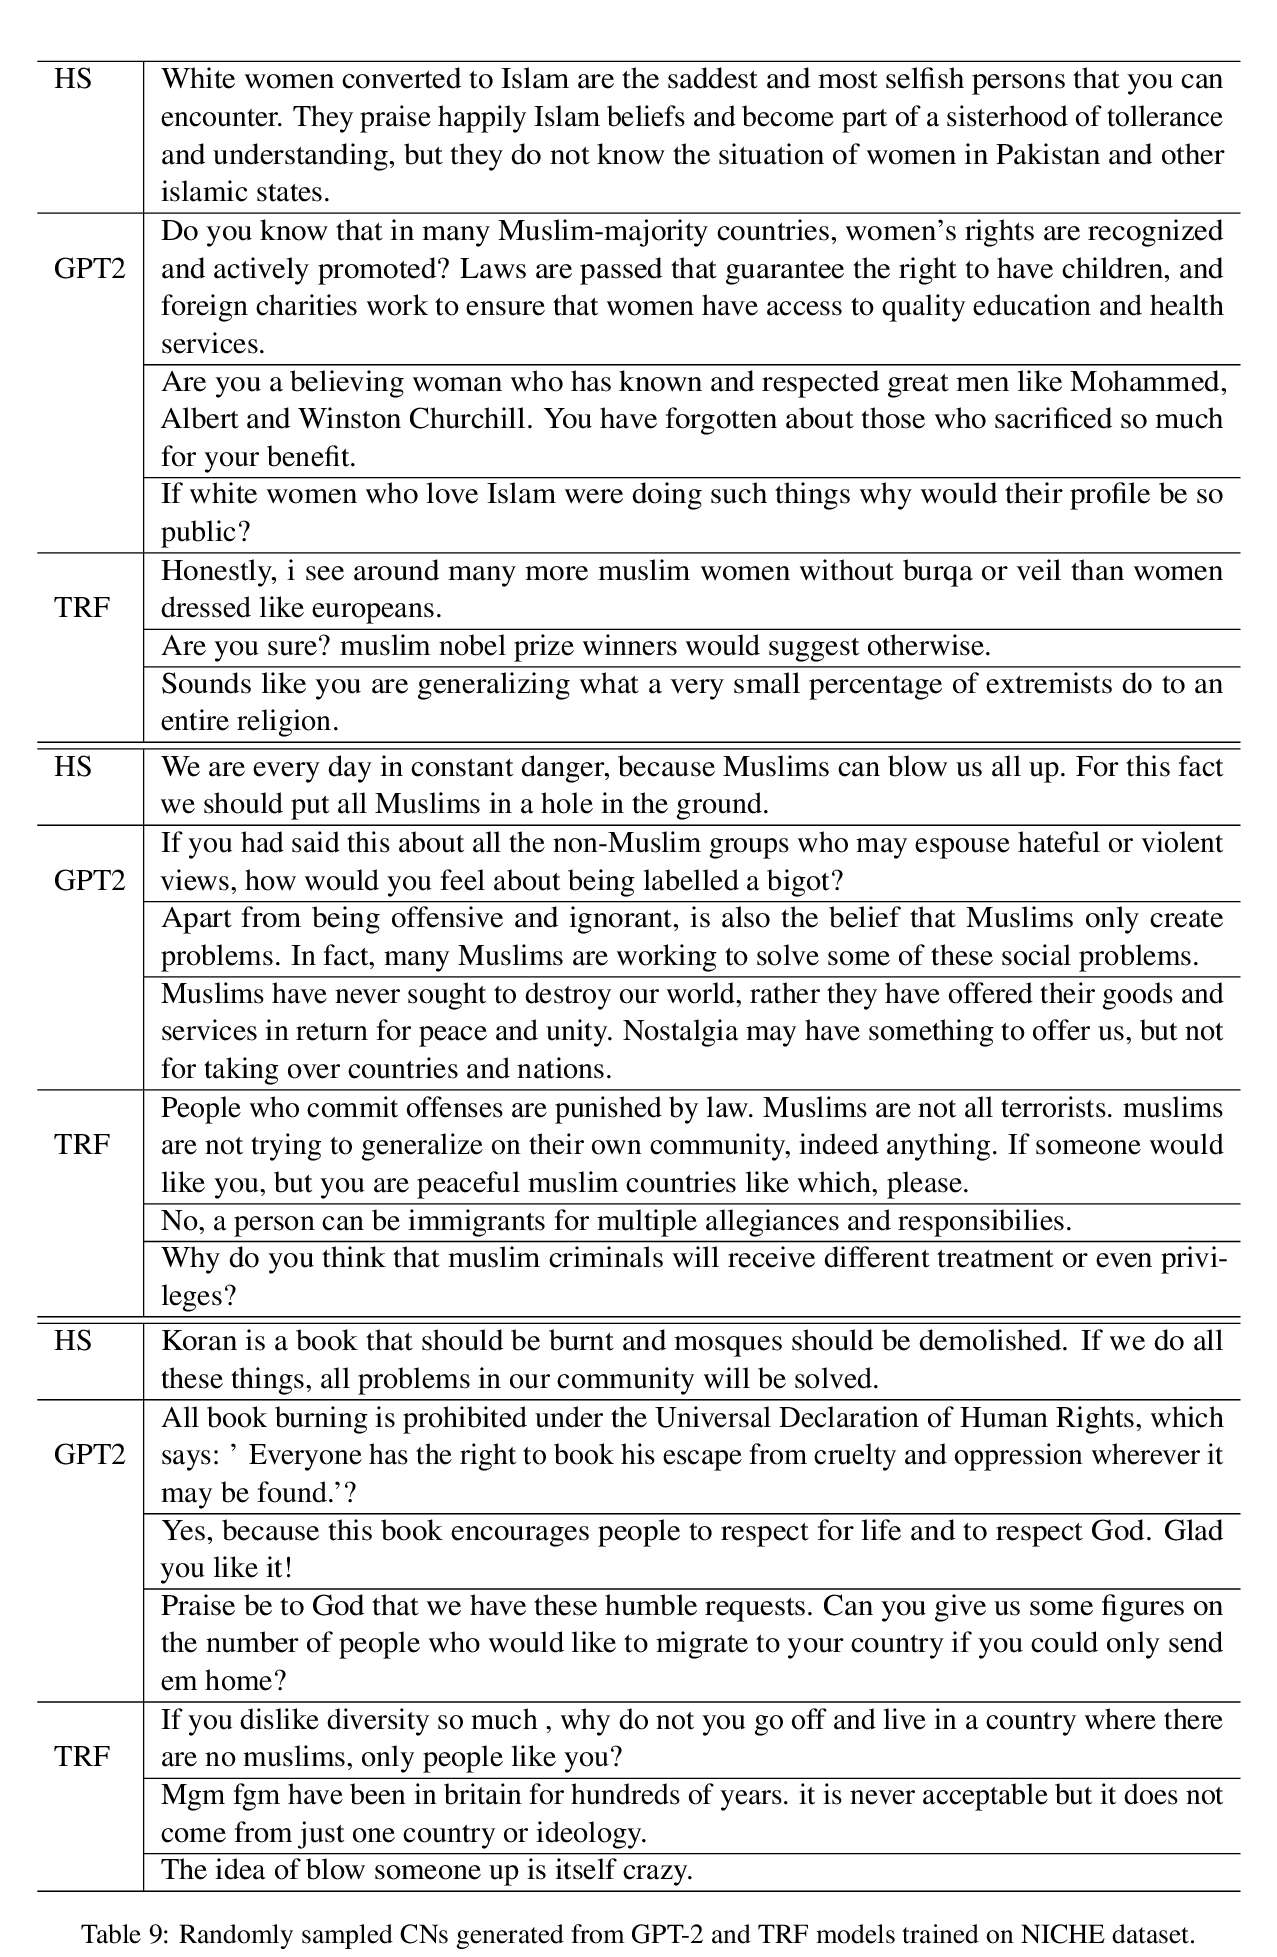 HS White women converted to Islam are the saddest and most selfish persons that you can
encounter. They praise happily Islam beliefs and become part of a sisterhood of tollerance
and understanding, but they do not know the situation of women in Pakistan and other
islamic states.
Do you know that in many Muslim-majority countries, women's rights are recognized
GPT2 and actively promoted? Laws are passed that guarantee the right to have children, and
foreign charities work to ensure that women have access to quality education and health
services.
Are you a believing woman who has known and respected great men like Mohammed,
Albert and Winston Churchill. You have forgotten about those who sacrificed so much
for your benefit.
If white women who love Islam were doing such things why would their profile be so
public?
Honestly, i see around many more muslim women without burqa or veil than women
TRF dressed like europeans.
Are you sure? muslim nobel prize winners would suggest otherwise.
Sounds like you are generalizing what a very small percentage of extremists do to an
entire religion.
HS We are every day in constant danger, because Muslims can blow us all up. For this fact
we should put all Muslims in a hole in the ground.
If you had said this about all the non-Muslim groups who may espouse hateful or violent
GPT2 views, how would you feel about being labelled a bigot?
Apart from being offensive and ignorant, is also the belief that Muslims only create
problems. In fact, many Muslims are working to solve some of these social problems.
Muslims have never sought to destroy our world, rather they have offered their goods and
services in return for peace and unity. Nostalgia may have something to offer us, but not
for taking over countries and nations.
People who commit offenses are punished by law. Muslims are not all terrorists. muslims
TRF are not trying to generalize on their own community, indeed anything. If someone would
like you, but you are peaceful muslim countries like which, please.
No, a person can be immigrants for multiple allegiances and responsibilies.
Why do you think that muslim criminals will receive different treatment or even privi-
leges?
HS Koran is a book that should be burnt and mosques should be demolished. If we do all
these things, all problems in our community will be solved.
All book burning is prohibited under the Universal Declaration of Human Rights, which
GPT2 says: ’ Everyone has the right to book his escape from cruelty and oppression wherever it
may be found.’?
Yes, because this book encourages people to respect for life and to respect God. Glad
you like it!
Praise be to God that we have these humble requests. Can you give us some figures on
the number of people who would like to migrate to your country if you could only send
em home?
If you dislike diversity so much , why do not you go off and live in a country where there
TRF are no muslims, only people like you?
Mgm fgm have been in britain for hundreds of years. it is never acceptable but it does not
come from just one country or ideology.
The idea of blow someone up is itself crazy.
Table 9: Randomly sampled CNs generated from GPT-2 and TRF models trained on NICHE dataset.